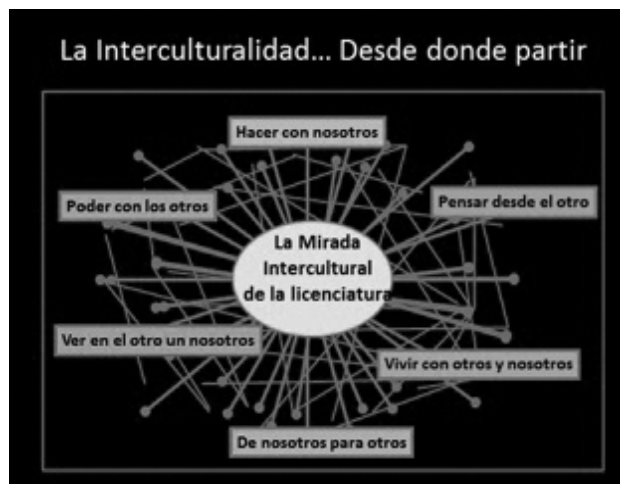 La Interculturalidad... Desde donde partir
Hacer con nosotros
Poder con los otros
Pensar desde el otro
La Mirada
Intercultural
de la licenciatura
Ver en el otro un nosotros
Vivir con otros y nosotros
De nosotros para otros